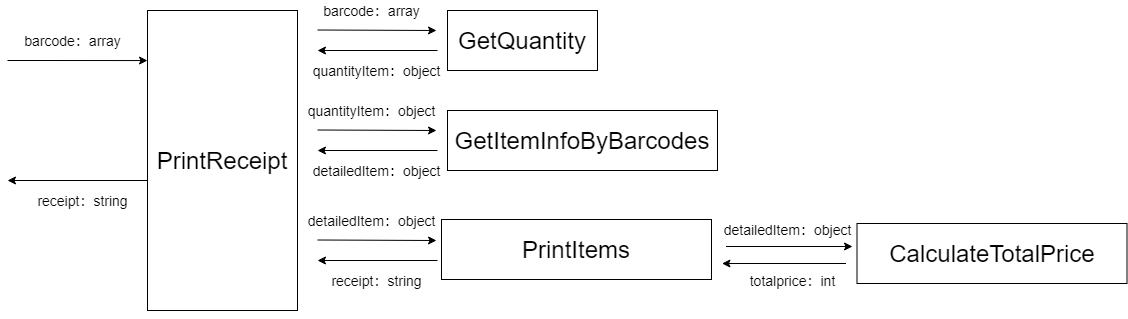 barcode: array
receipt: string
PrintReceipt
barcode: array
quantityItem: object
GetQuantity
quantityItem: object
detailedItem: object
GetItemInfoByBarcodes
detailedItem: object
receipt: string
PrintItems
detailedItem: object
totalprice: int
CalculateTotalPrice